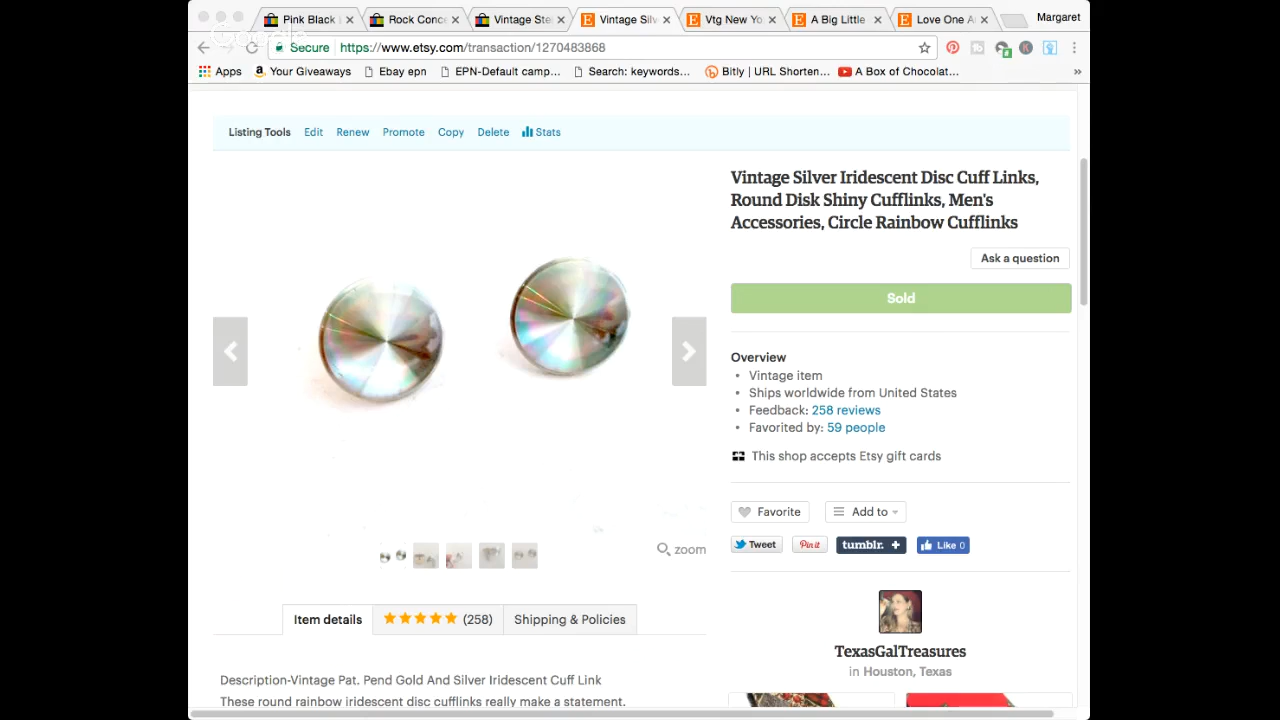 Pink Black
Rock Conce
Vintage Ste
Vintage Silv
Vtg New Yo
A Big Little
Love One A
Margaret
Google
Secure
https://www.etsy.com/transaction/1270483868
Apps
Your Giveaways
Ebay epn
EPN-Default camp...
Search: keywords...
Bitly | URL Shorten...
A Box of Chocolat...
»
Listing Tools Edit Renew Promote Copy Delete Stats
Vintage Silver Iridescent Disc Cuff Links,
Round Disk Shiny Cufflinks, Men's
Accessories, Circle Rainbow Cufflinks
Ask a question
Sold
Overview
• Vintage item
• Ships worldwide from United States
• Feedback: 258 reviews
• Favorited by: 59 people
This shop accepts Etsy gift cards
Favorite
Add to
Tweet
Pin it
tumblr. +
Like 0
zoom
TexasGalTreasures
in Houston, Texas
Item details
(258)
Shipping & Policies
Description-Vintage Pat. Pend Gold And Silver Iridescent Cuff Link
These round rainbow iridescent disc cufflinks really make a statement.